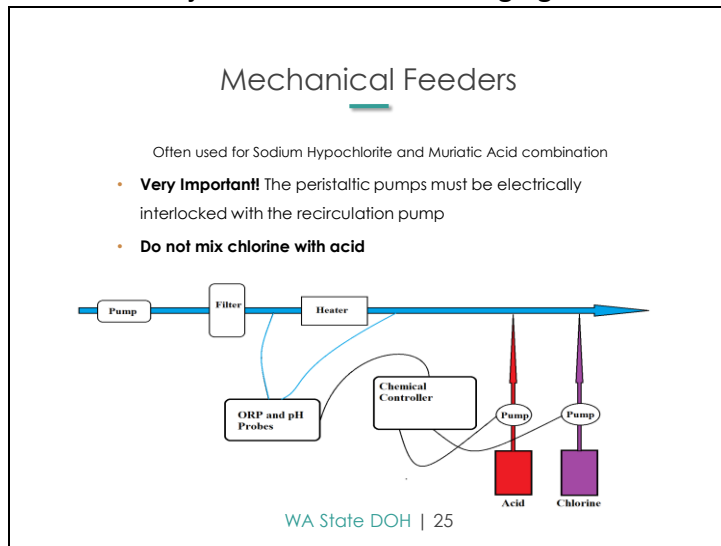 Mechanical Feeders
Often used for Sodium Hypochlorite and Muriatic Acid combination
• Very Important! The peristaltic pumps must be electrically
interlocked with the recirculation pump
• Do not mix chlorine with acid
Pump
Filter
Heater
ORP and pH
Probes
Chemical
Controller
Pump
Pump
Acid
Chlorine
WA State DOH | 25